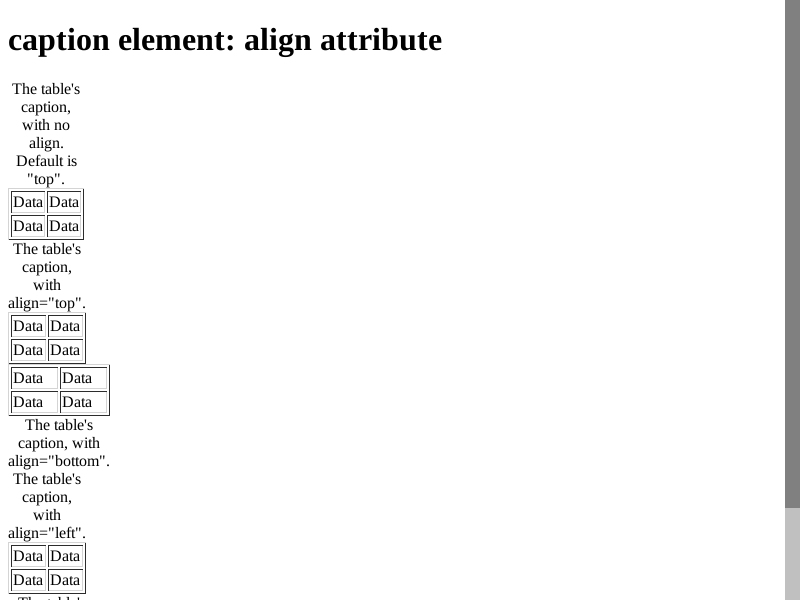 caption element: align attribute
The table's
caption,
with no
align.
Default is
"top".
Data Data
Data Data
The table's
caption,
with
align="top".
Data Data
Data Data
Data Data
Data Data
The table's
caption, with
align="bottom".
The table's
caption,
with
align="left".
Data Data
Data Data